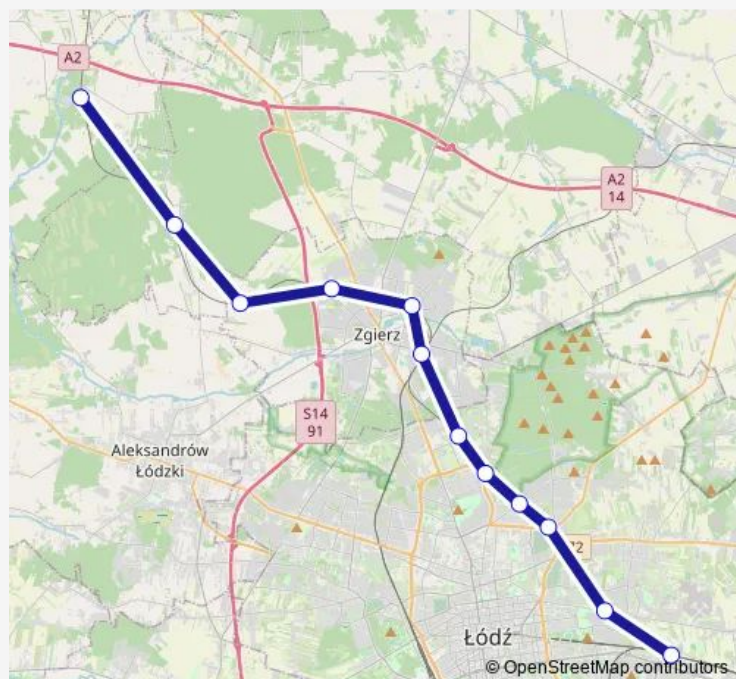 A2
A2
14
Zgierz
S14
91
Aleksandrów
Łódzki
72
Łódź
© OpenStreetMap contributors